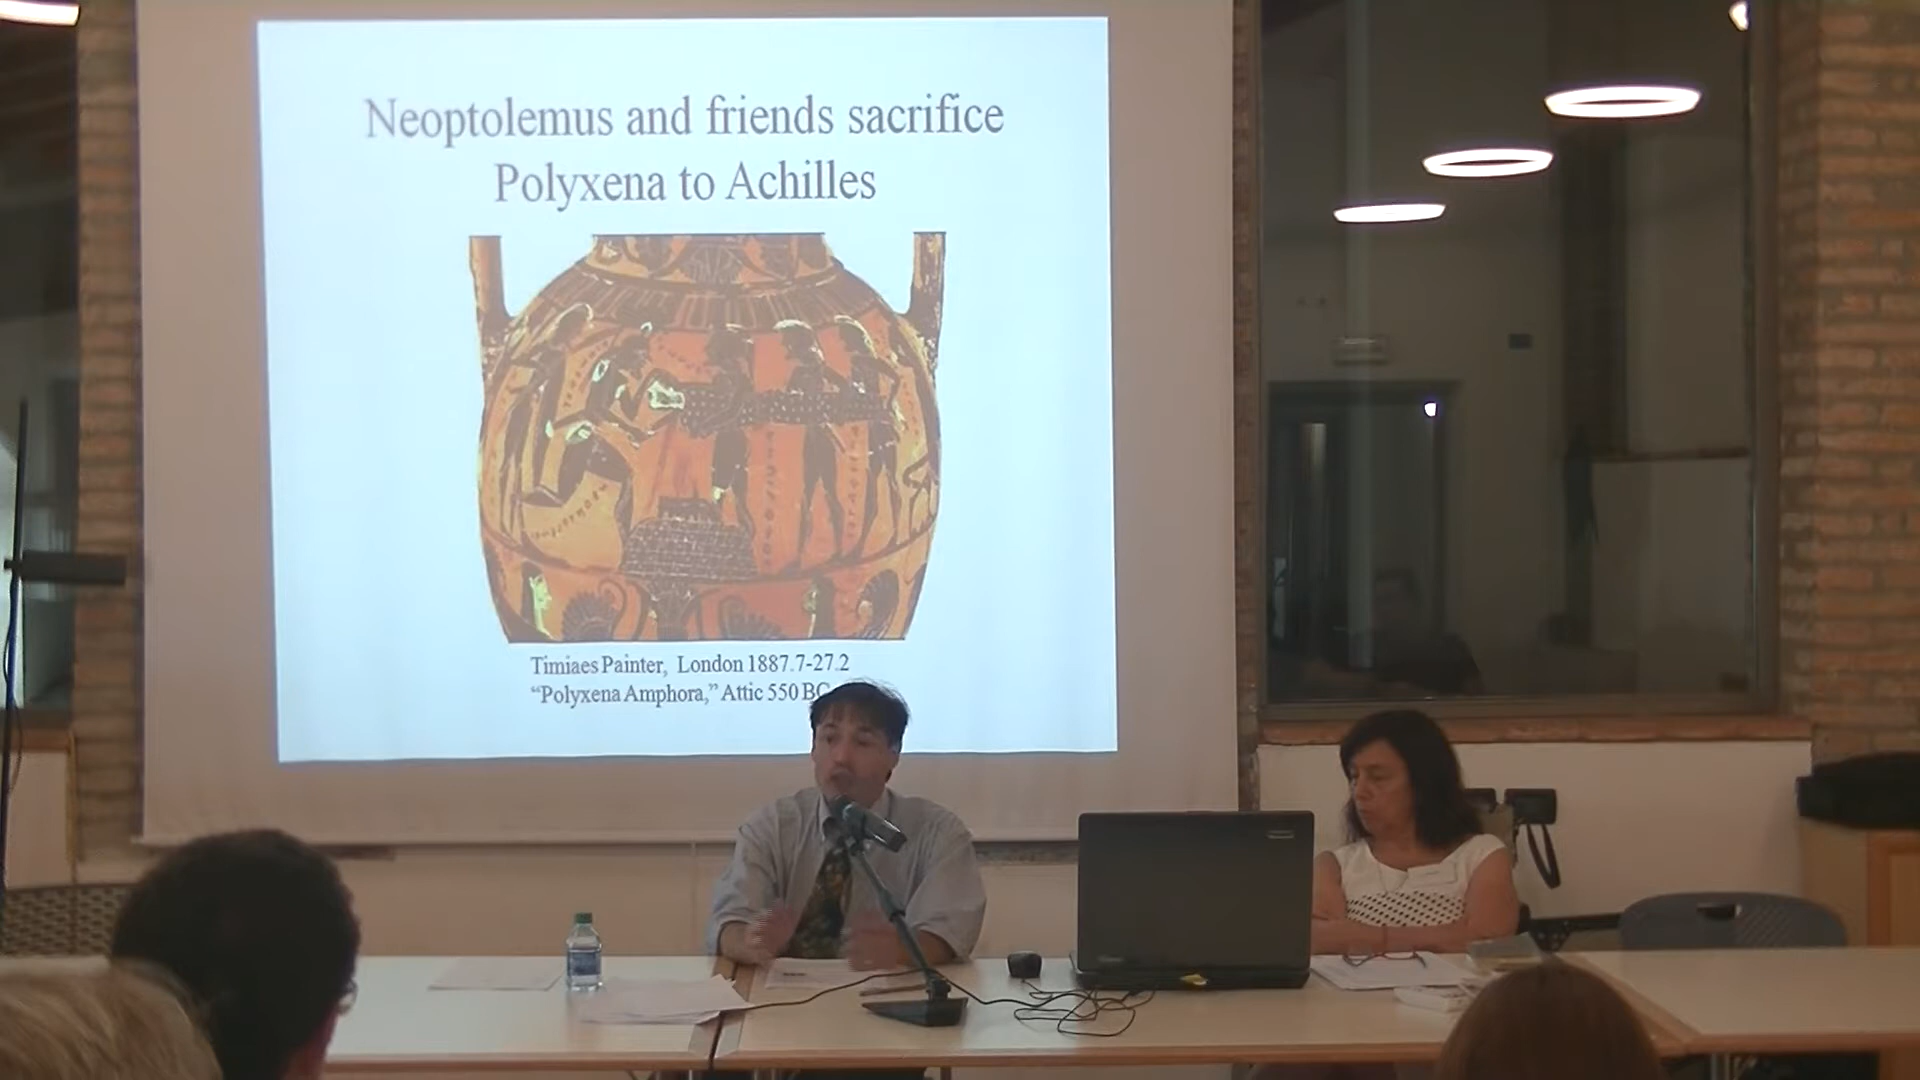 Neoptolemus and friends sacrifice
Polyxena to Achilles
Timiaes Painter, London 1887.7-27.2
“Polyxena Amphora,” Attic 550 BC